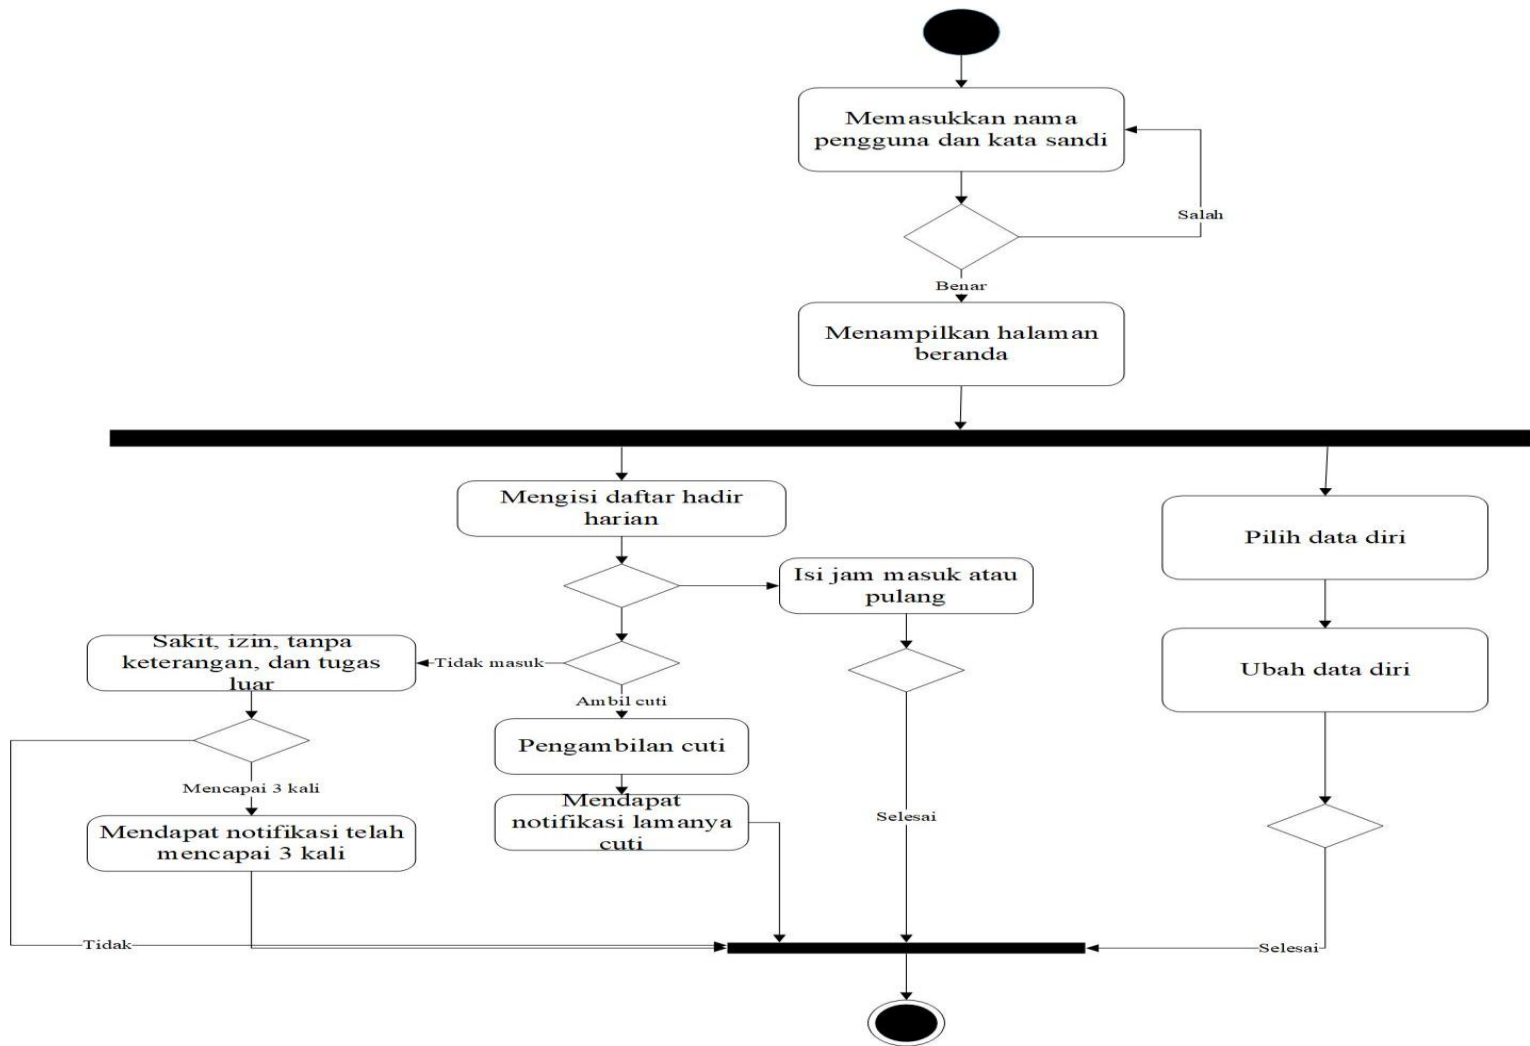 Memasukkan nama
pengguna dan kata sandi
Salah
Benar
Menampilkan halaman
beranda
Mengisi daftar hadir
harian
Isi jam masuk atau
pulang
Pilih data diri
Sakit, izin, tanpa
keterangan, dan tugas
luar
Tidak masuk
Ubah data diri
Ambil cuti
Pengambilan cuti
Mencapai 3 kali
Mendapat notifikasi telah
mencapai 3 kali
Mendapat
notifikasi lamanya
cuti
Selesai
Tidak
Selesai